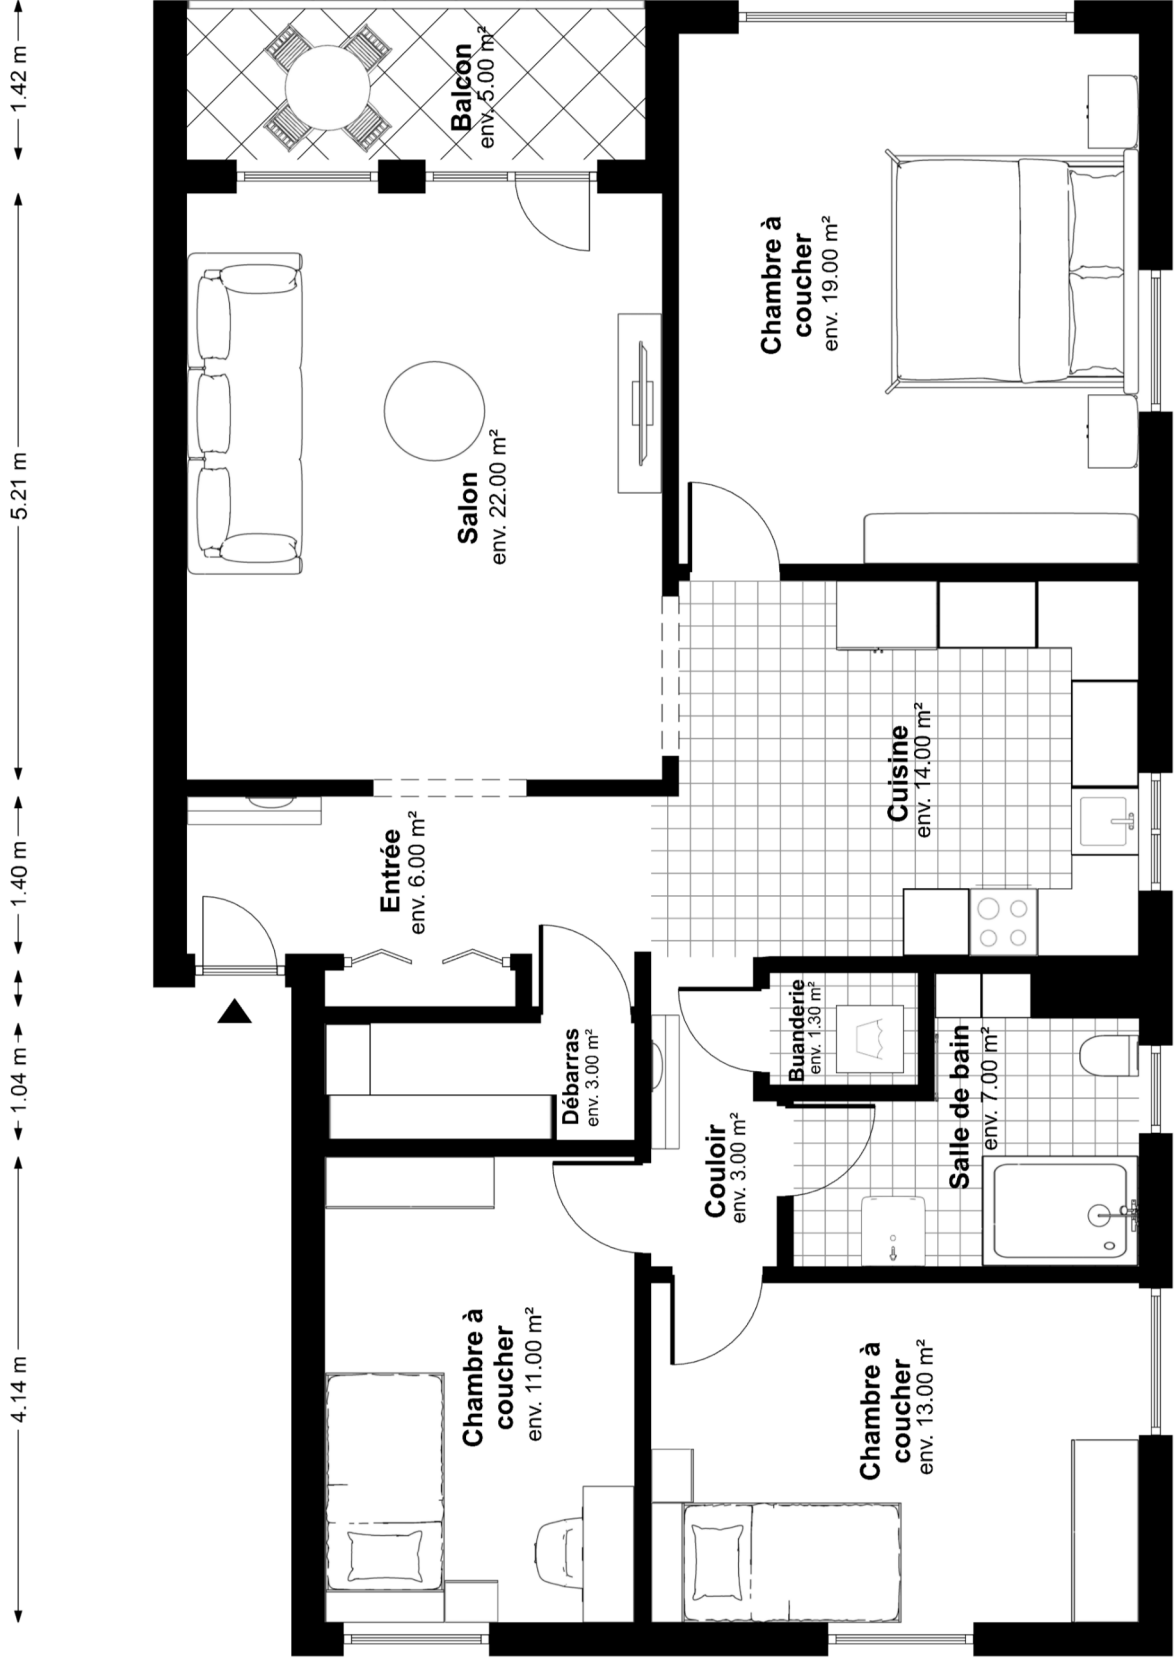 1.42 m
5.21 m
1.40 m
1.04 m
4.14 m
Balcon
env. 5.00 m²
Salon
env. 22.00 m²
Chambre à
coucher
env. 19.00 m²
Entrée
env. 6.00 m²
Cuisine
env. 14.00 m²
Débarras
env. 3.00 m²
Buanderie
env. 1.30 m²
Couloir
env. 3.00 m²
Salle de bain
env. 7.00 m²
Chambre à
coucher
env. 11.00 m²
Chambre à
coucher
env. 13.00 m²